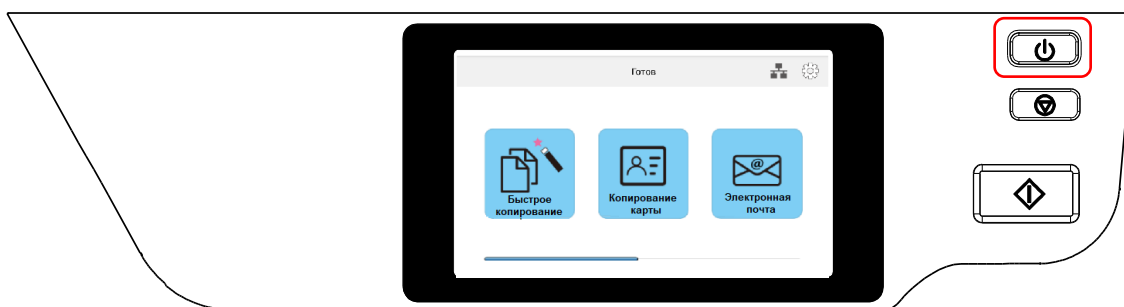 Готов
Быстрое
копирование
Копирование
карты
@
Электронная
почта